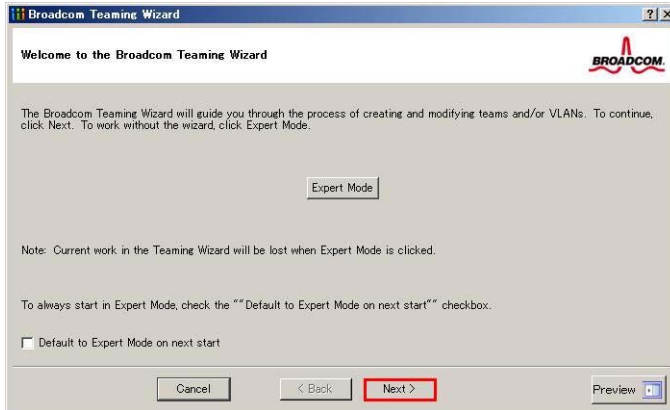 Broadcom Teaming Wizard
Welcome to the Broadcom Teaming Wizard
BROADCOM.
The Broadcom Teaming Wizard will guide you through the process of creating and modifying teams and/or VLANs. To continue,
click Next. To work without the wizard, click Expert Mode.
Expert Mode
Note: Current work in the Teaming Wizard will be lost when Expert Mode is clicked.
To always start in Expert Mode, check the ""Default to Expert Mode on next start"" checkbox.
Default to Expert Mode on next start
Cancel
< Back
Next >
Preview